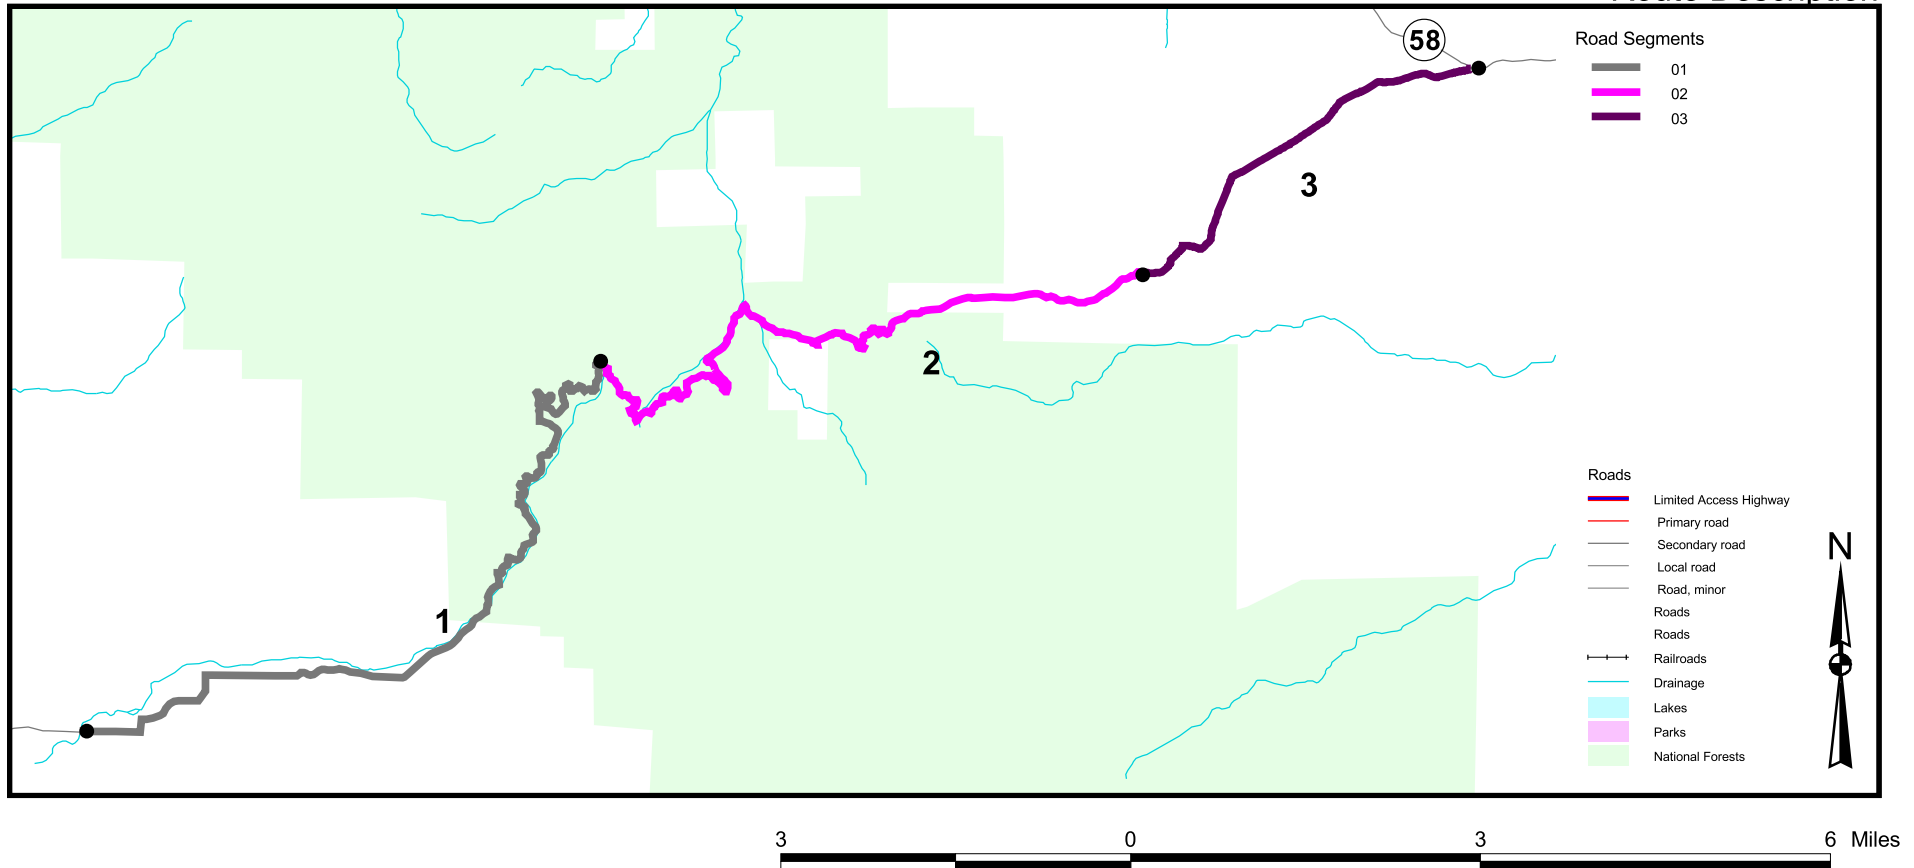 58
Road Segments
01
02
03
3
2
1
Roads
Limited Access Highway
Primary road
Secondary road
Local road
Road, minor
Roads
Roads
Railroads
Drainage
Lakes
Parks
National Forests
N
3 0 3 6 Miles